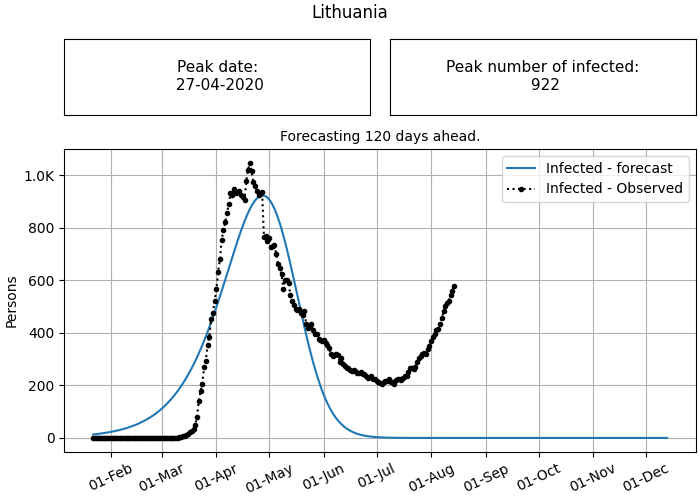 Lithuania
Peak date:
27-04-2020
Peak number of infected:
922
Forecasting 120 days ahead.
Infected - forecast
Infected - Observed
Persons
1.0K
800
600
400
200
0
01-Feb
01-Mar
01-Apr
01-May
01-Jun
01-Jul
01-Aug
01-Sep
01-Oct
01-Nov
01-Dec